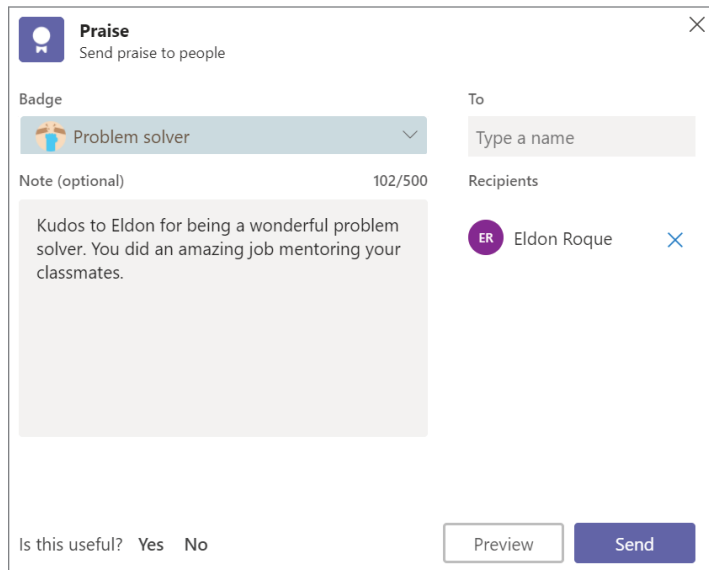 Praise
Send praise to people
Badge
Problem solver
Note (optional) 102/500
Kudos to Eldon for being a wonderful problem
solver. You did an amazing job mentoring your
classmates.
To
Type a name
Recipients
ER Eldon Roque
Is this useful? Yes No
Preview
Send